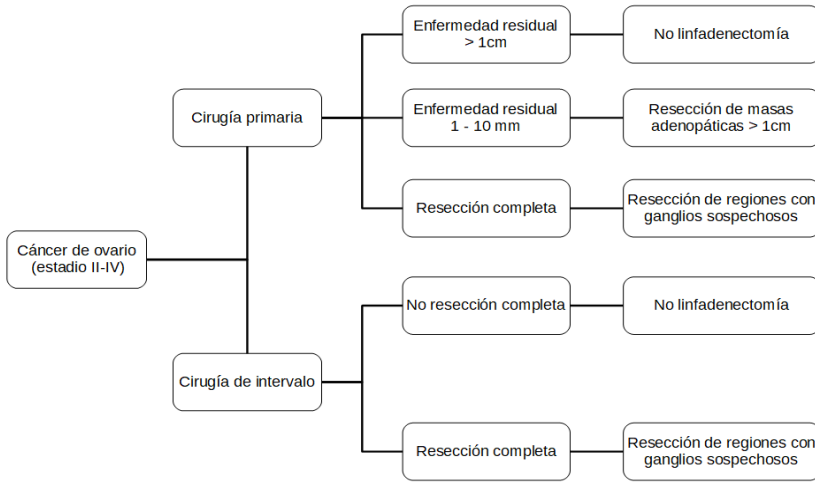 Enfermedad residual
> 1cm
No linfadenectomía
Cirugía primaria
Enfermedad residual
1 - 10 mm
Resección de masas
adenopáticas > 1cm
Resección completa
Resección de regiones con
ganglios sospechosos
Cáncer de ovario
(estadio II-IV)
No resección completa
No linfadenectomía
Cirugía de intervalo
Resección completa
Resección de regiones con
ganglios sospechosos